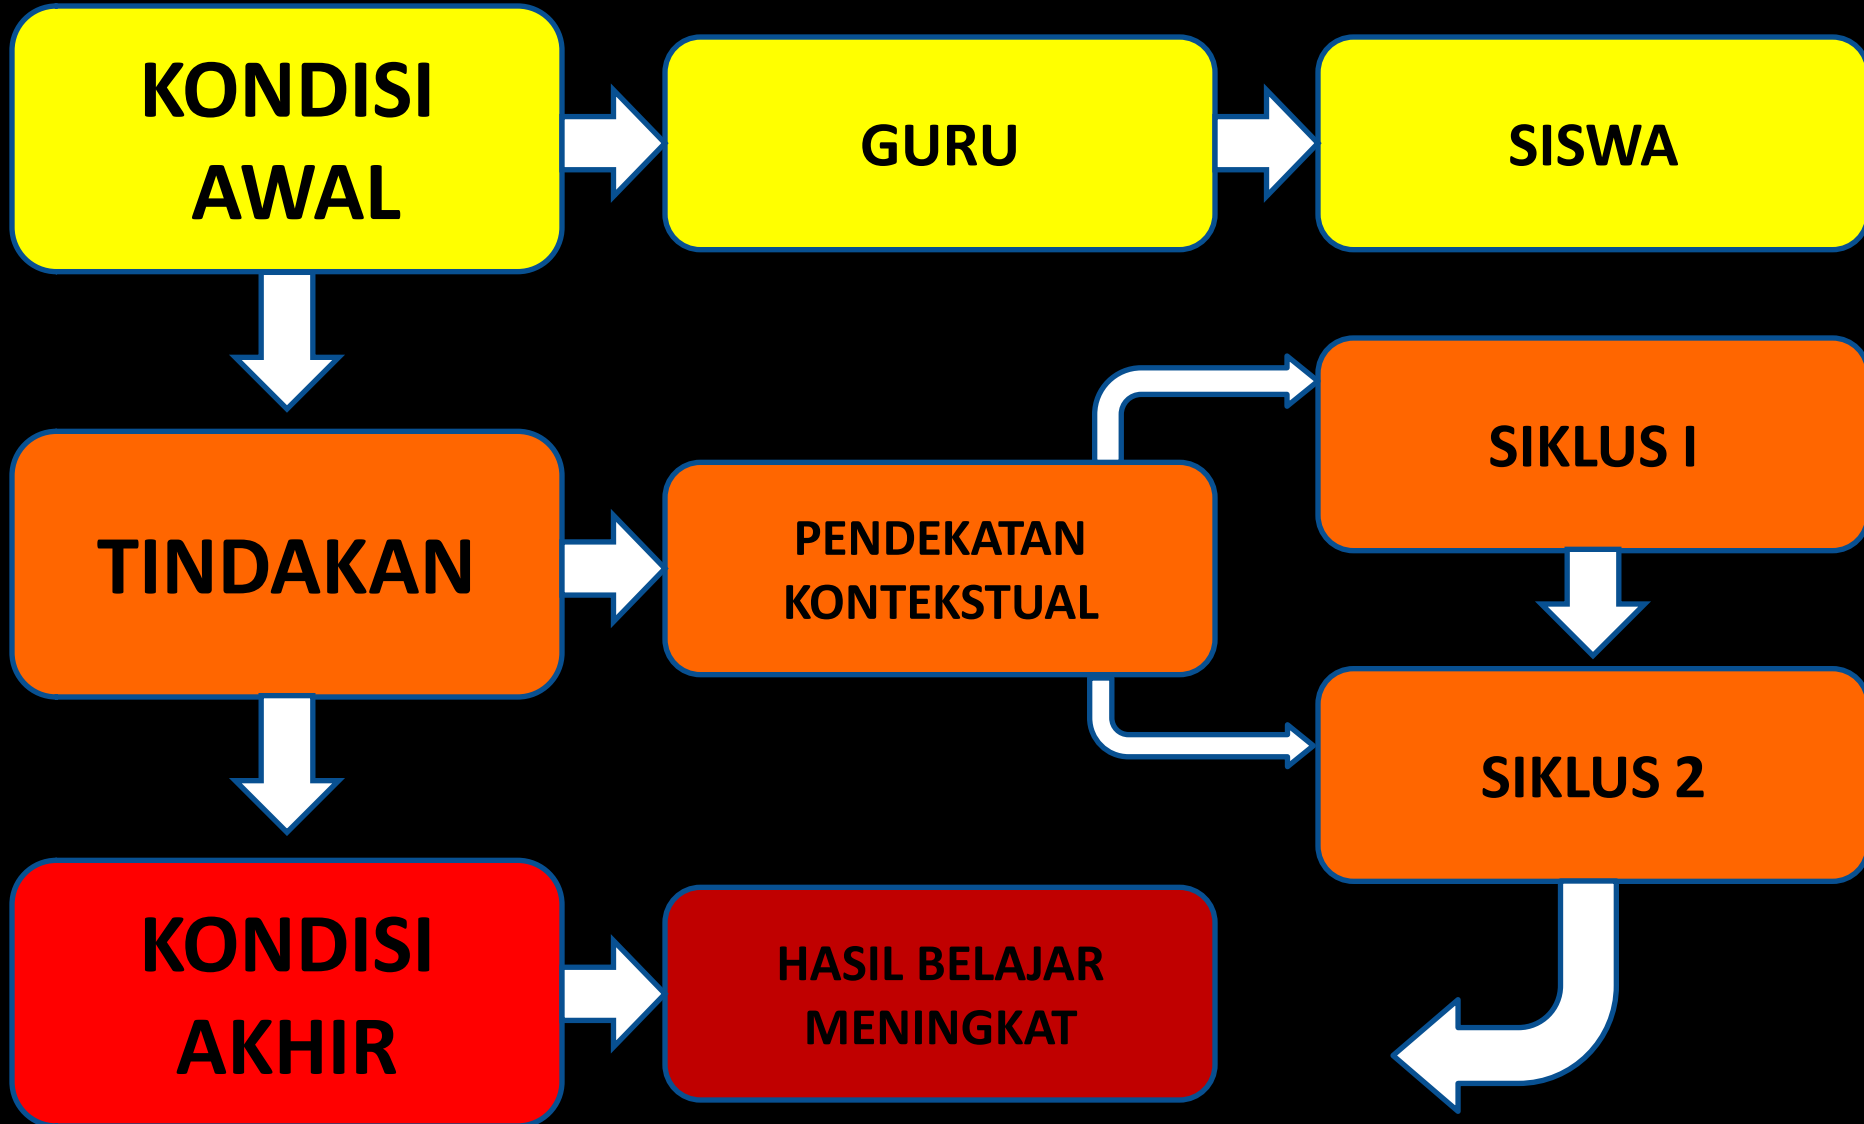 KONDISI
AWAL
GURU
SISWA
TINDAKAN
PENDEKATAN
KONTEKSTUAL
SIKLUS I
SIKLUS 2
KONDISI
AKHIR
HASIL BELAJAR
MENINGKAT